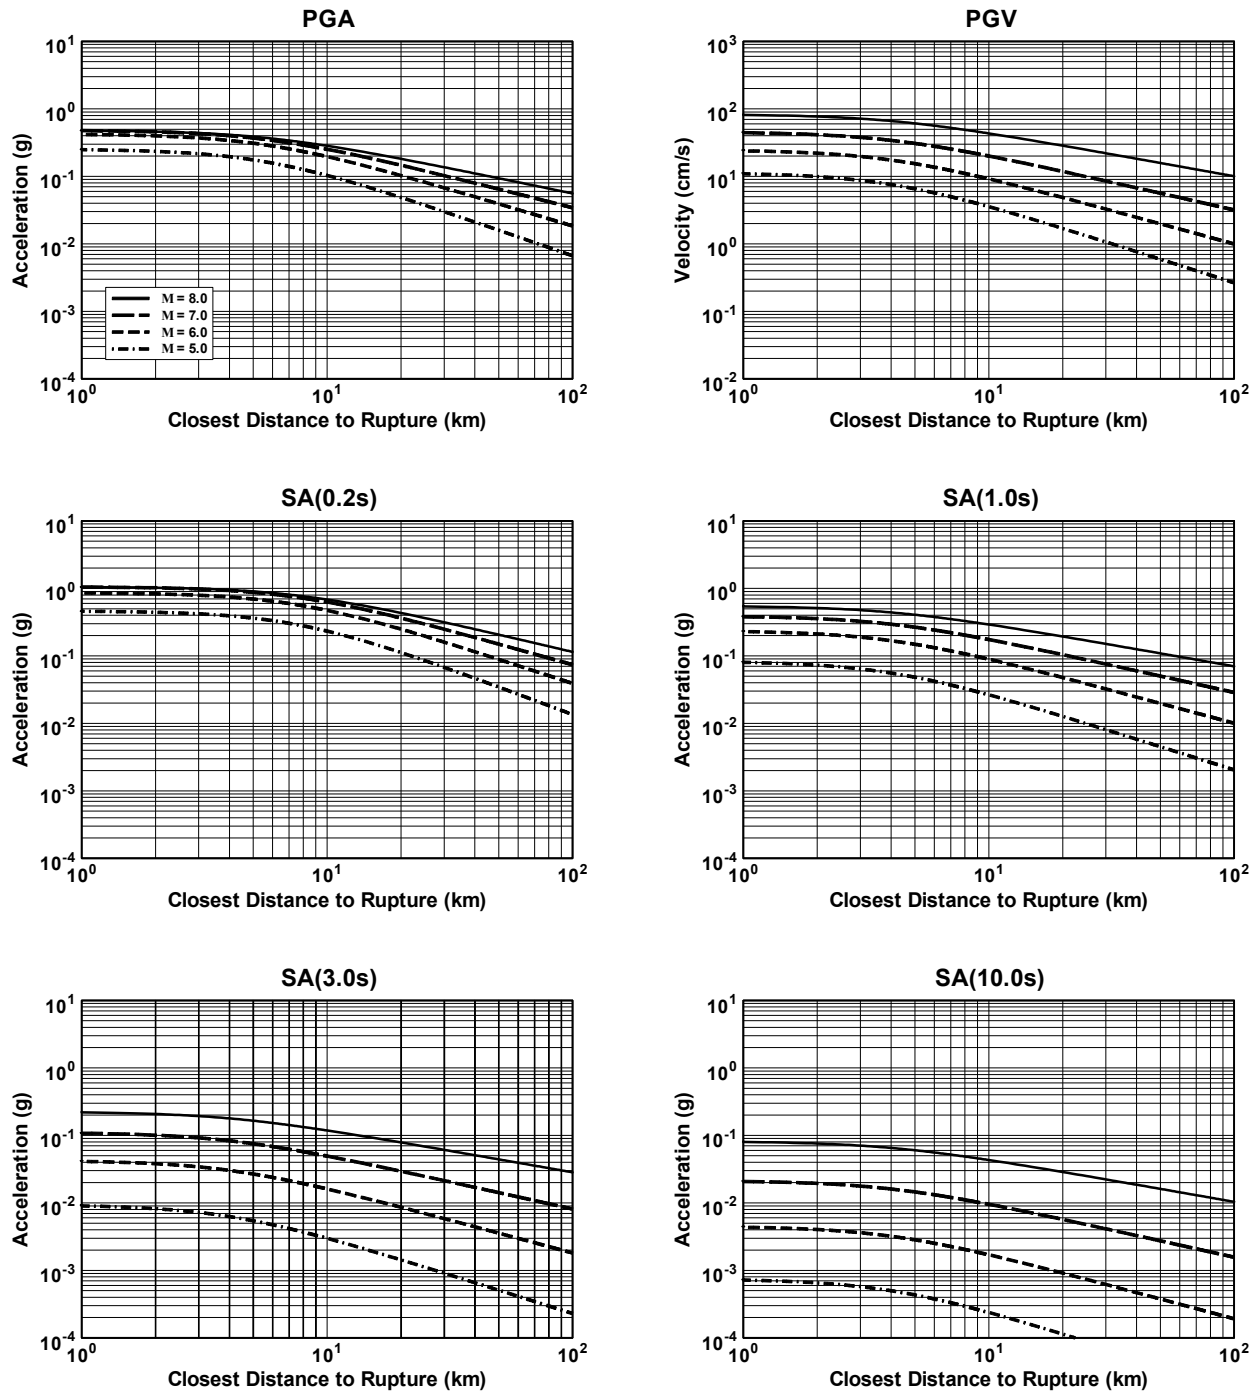 PGA
Acceleration (g)
10^1
10^0
10^-1
10^-2
10^-3
10^-4
M = 8.0
M = 7.0
M = 6.0
M = 5.0
10^0 10^1 10^2
Closest Distance to Rupture (km)
PGV
Velocity (cm/s)
10^3
10^2
10^1
10^0
10^-1
10^-2
10^0 10^1 10^2
Closest Distance to Rupture (km)
SA(0.2s)
Acceleration (g)
10^1
10^0
10^-1
10^-2
10^-3
10^-4
10^0 10^1 10^2
Closest Distance to Rupture (km)
SA(1.0s)
Acceleration (g)
10^1
10^0
10^-1
10^-2
10^-3
10^-4
10^0 10^1 10^2
Closest Distance to Rupture (km)
SA(3.0s)
Acceleration (g)
10^1
10^0
10^-1
10^-2
10^-3
10^-4
10^0 10^1 10^2
Closest Distance to Rupture (km)
SA(10.0s)
Acceleration (g)
10^1
10^0
10^-1
10^-2
10^-3
10^-4
10^0 10^1 10^2
Closest Distance to Rupture (km)